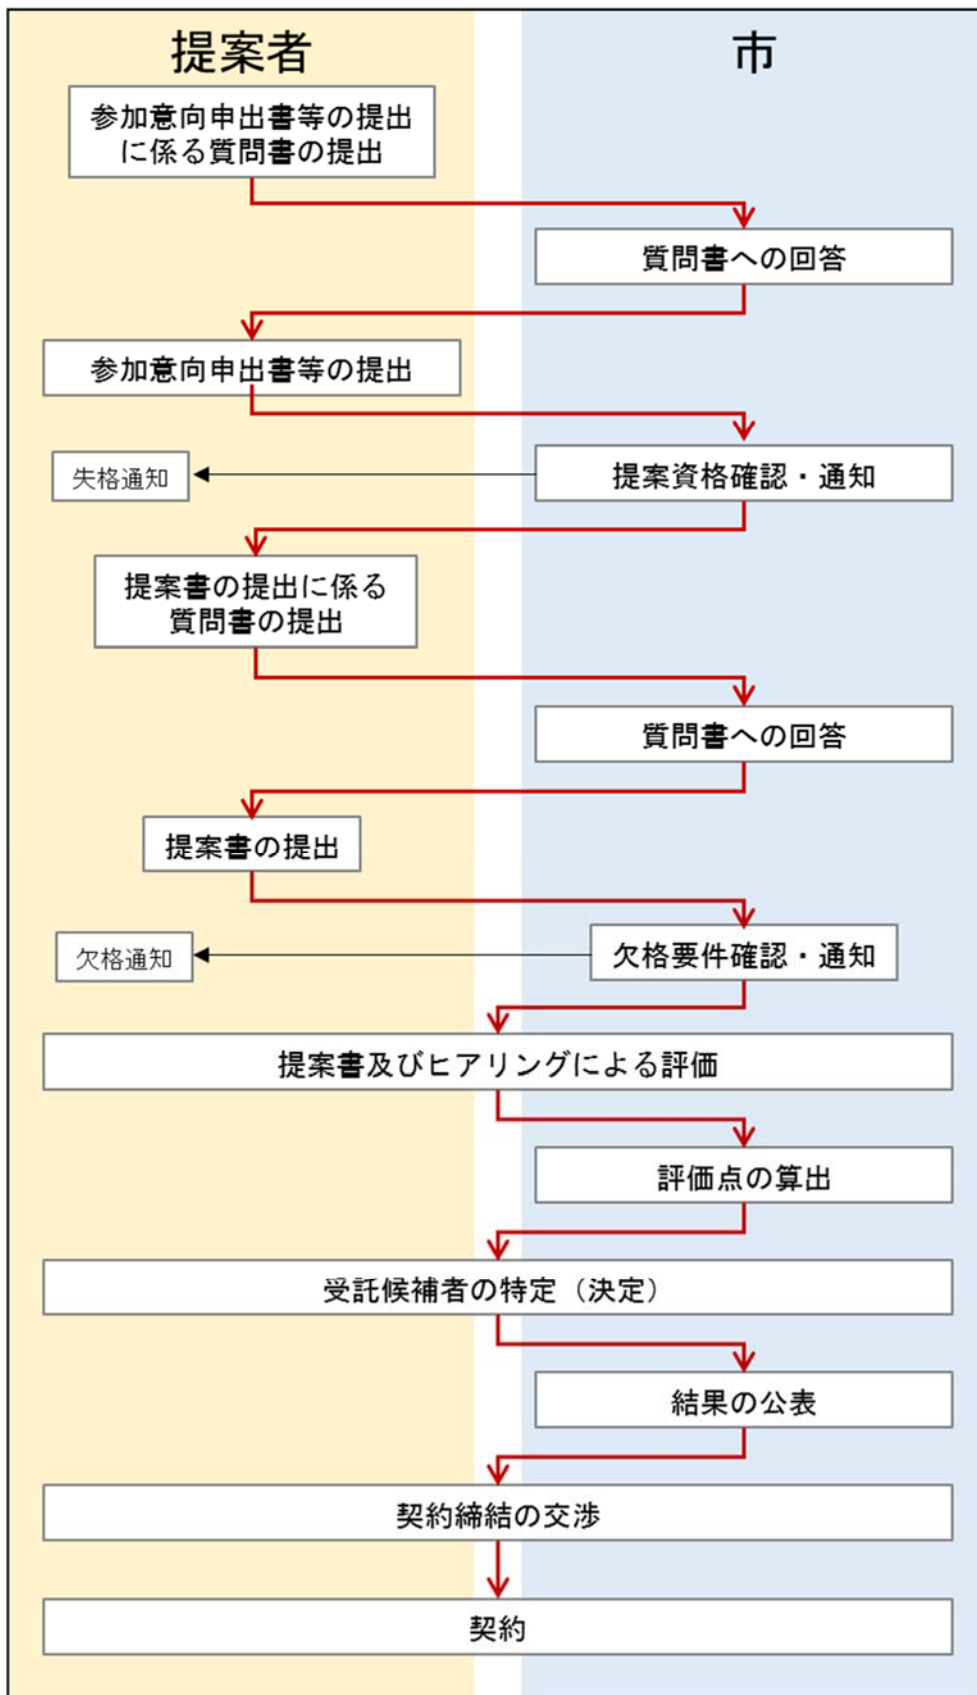 提案者
市
参加意向申出書等の提出
に係る質問書の提出
質問書への回答
参加意向申出書等の提出
提案資格確認・通知
失格通知
提案書の提出に係る
質問書の提出
質問書への回答
提案書の提出
欠格要件確認・通知
欠格通知
提案書及びヒアリングによる評価
評価点の算出
受託候補者の特定（決定）
結果の公表
契約締結の交渉
契約